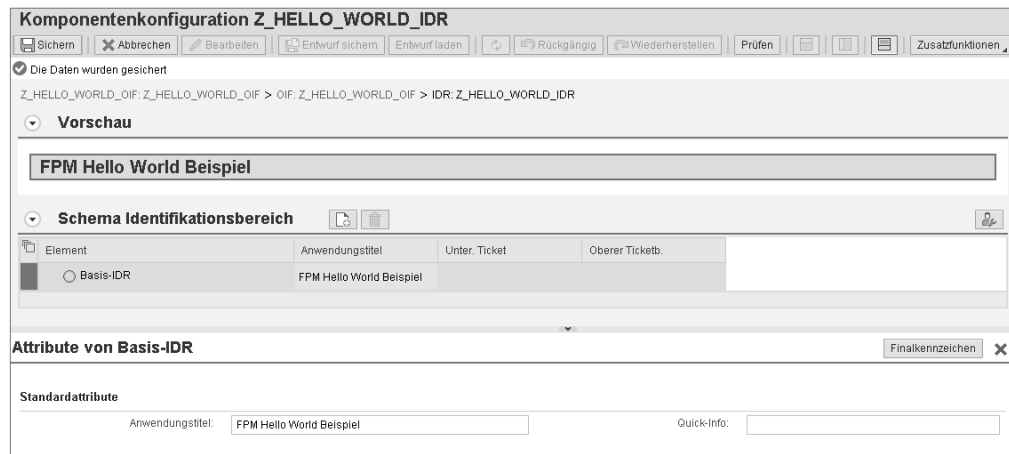 Komponentenkonfiguration Z_HELLO_WORLD_IDR
Sichern Abbrechen Bearbeiten Entwurf sichern Entwurf laden Rückgängig Wiederherstellen Prüfen Zusatzfunktionen
Die Daten wurden gesichert
Z_HELLO_WORLD_OIF: Z_HELLO_WORLD_OIF > OIF: Z_HELLO_WORLD_OIF > IDR: Z_HELLO_WORLD_IDR
Vorschau
FPM Hello World Beispiel
Schema Identifikationsbereich
Element Anwendungstitel Unter. Ticket Oberer Ticketb.
Basis-IDR FPM Hello World Beispiel
Attribute von Basis-IDR Finalkennzeichen
Standardattribute
Anwendungstitel: FPM Hello World Beispiel Quick-Info: